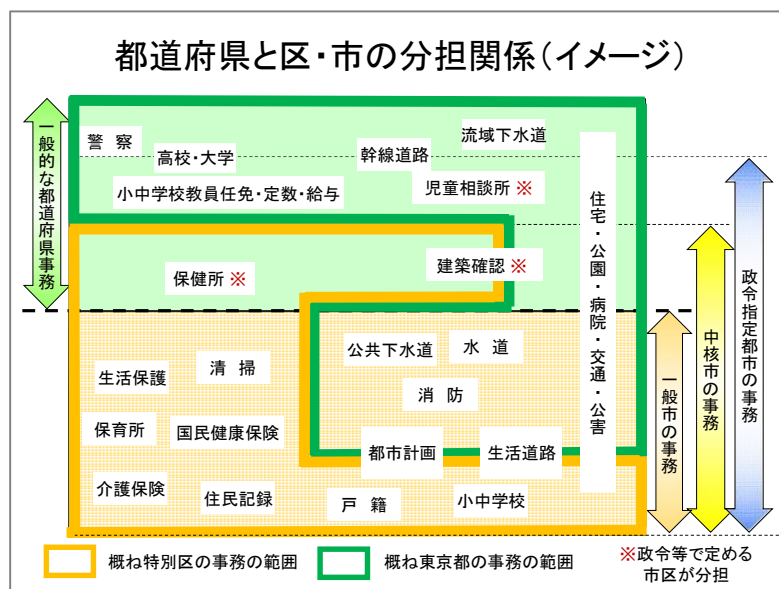 都道府県と区・市の分担関係(イメージ)
一般的な都道府県事務
警 察
高校・大学
小中学校教員任免・定数・給与
幹線道路
流域下水道
児童相談所 ※
保健所 ※
建築確認 ※
住宅・公園・病院・交通・公害
公共下水道
水 道
消 防
生活保護
清 掃
保育所
国民健康保険
都市計画
生活道路
介護保険
住民記録
戸 籍
小中学校
一般市の事務
中核市の事務
政令指定都市の事務
概ね特別区の事務の範囲
概ね東京都の事務の範囲
※政令等で定める
市区が分担